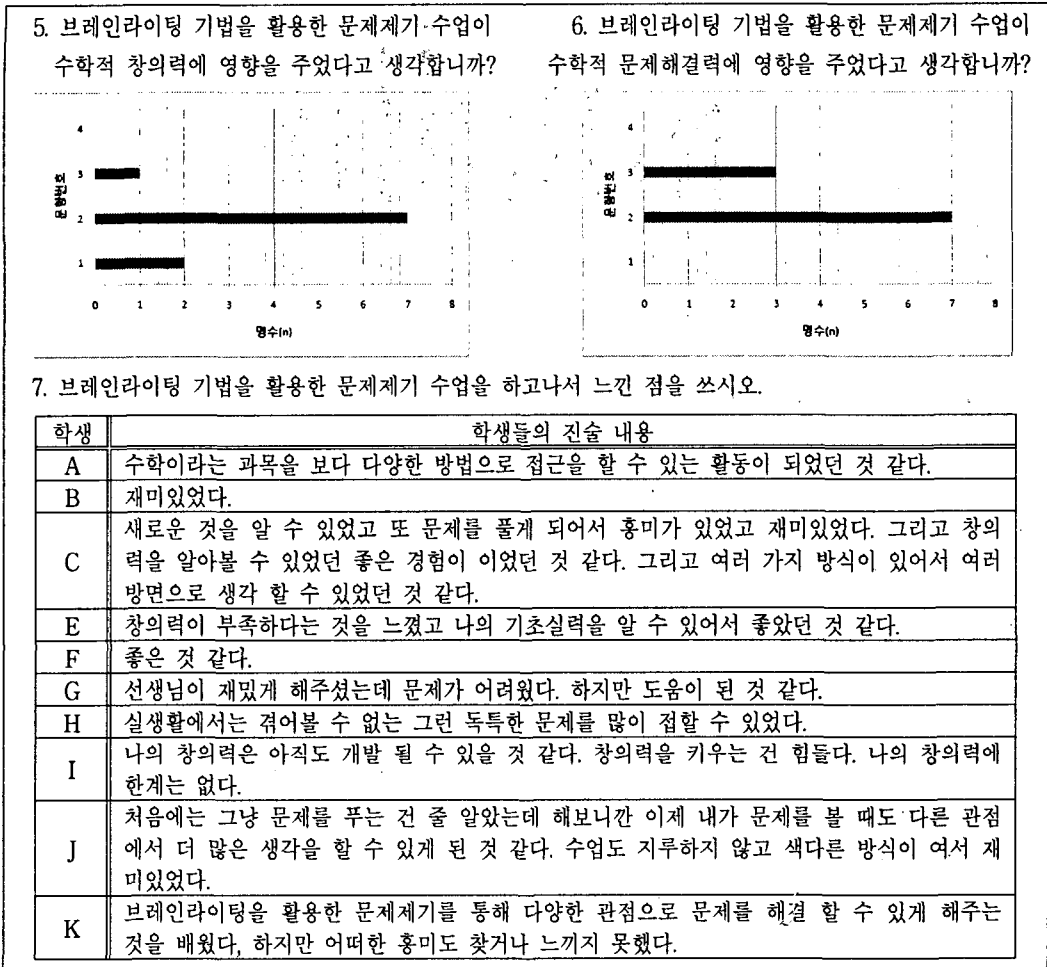 5. 브레인라이팅 기법을 활용한 문제제기 수업이
수학적 창의력에 영향을 주었다고 생각합니까?
6. 브레인라이팅 기법을 활용한 문제제기 수업이
수학적 문제해결력에 영향을 주었다고 생각합니까?
4
3
2
1
문항번호
0 1 2 3 4 5 6 7 8
명수(n)
4
3
2
1
문항번호
0 1 2 3 4 5 6 7 8
명수(n)
7. 브레인라이팅 기법을 활용한 문제제기 수업을 하고나서 느낀 점을 쓰시오.
학생 학생들의 진술 내용
A 수학이라는 과목을 보다 다양한 방법으로 접근을 할 수 있는 활동이 되었던 것 같다.
B 재미있었다.
새로운 것을 알 수 있었고 또 문제를 풀게 되어서 흥미가 있었고 재미있었다. 그리고 창의
C 력을 알아볼 수 있었던 좋은 경험이 이었던 것 같다. 그리고 여러 가지 방식이 있어서 여러
방면으로 생각 할 수 있었던 것 같다.
E 창의력이 부족하다는 것을 느꼈고 나의 기초실력을 알 수 있어서 좋았던 것 같다.
F 좋은 것 같다.
G 선생님이 재밌게 해주셨는데 문제가 어려웠다. 하지만 도움이 된 것 같다.
H 실생활에서는 겪어볼 수 없는 그런 독특한 문제를 많이 접할 수 있었다.
I 나의 창의력은 아직도 개발 될 수 있을 것 같다. 창의력을 키우는 건 힘들다. 나의 창의력에
한계는 없다.
처음에는 그냥 문제를 푸는 건 줄 알았는데 해보니깐 이제 내가 문제를 볼 때도 다른 관점
J 에서 더 많은 생각을 할 수 있게 된 것 같다. 수업도 지루하지 않고 색다른 방식이 여서 재
미있었다.
K 브레인라이팅을 활용한 문제제기를 통해 다양한 관점으로 문제를 해결 할 수 있게 해주는
것을 배웠다, 하지만 어떠한 흥미도 찾거나 느끼지 못했다.